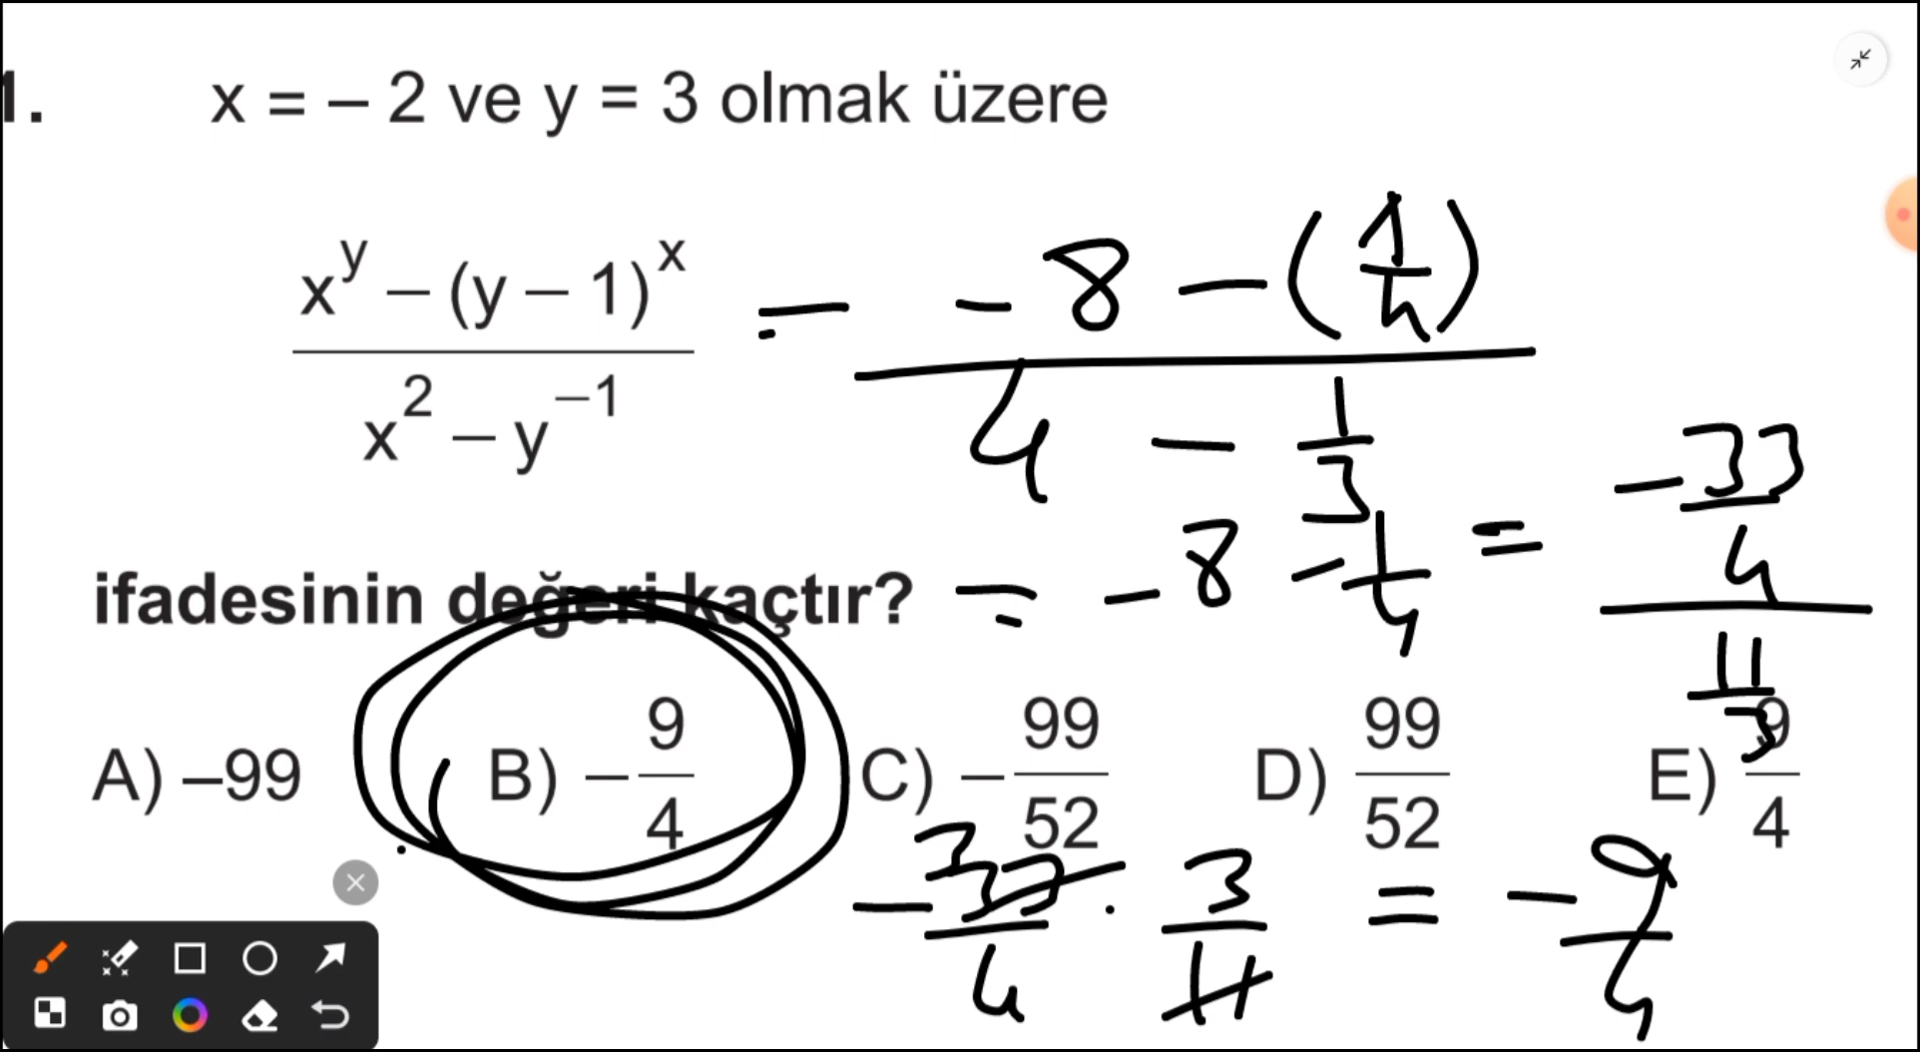 1. x = – 2 ve y = 3 olmak üzere
x^y – (y – 1)^x / x^2 – y^–1 = – 8 – (1/4) / 4 – 1/3
ifadesinin değeri kaçtır? = – 8 – 1/4 = – 33/4 / 11/3
A) –99 B) – 9/4 C) – 99/52 D) 99/52 E) 9/4
– 33/4 3 . 3/11 = – 9/4